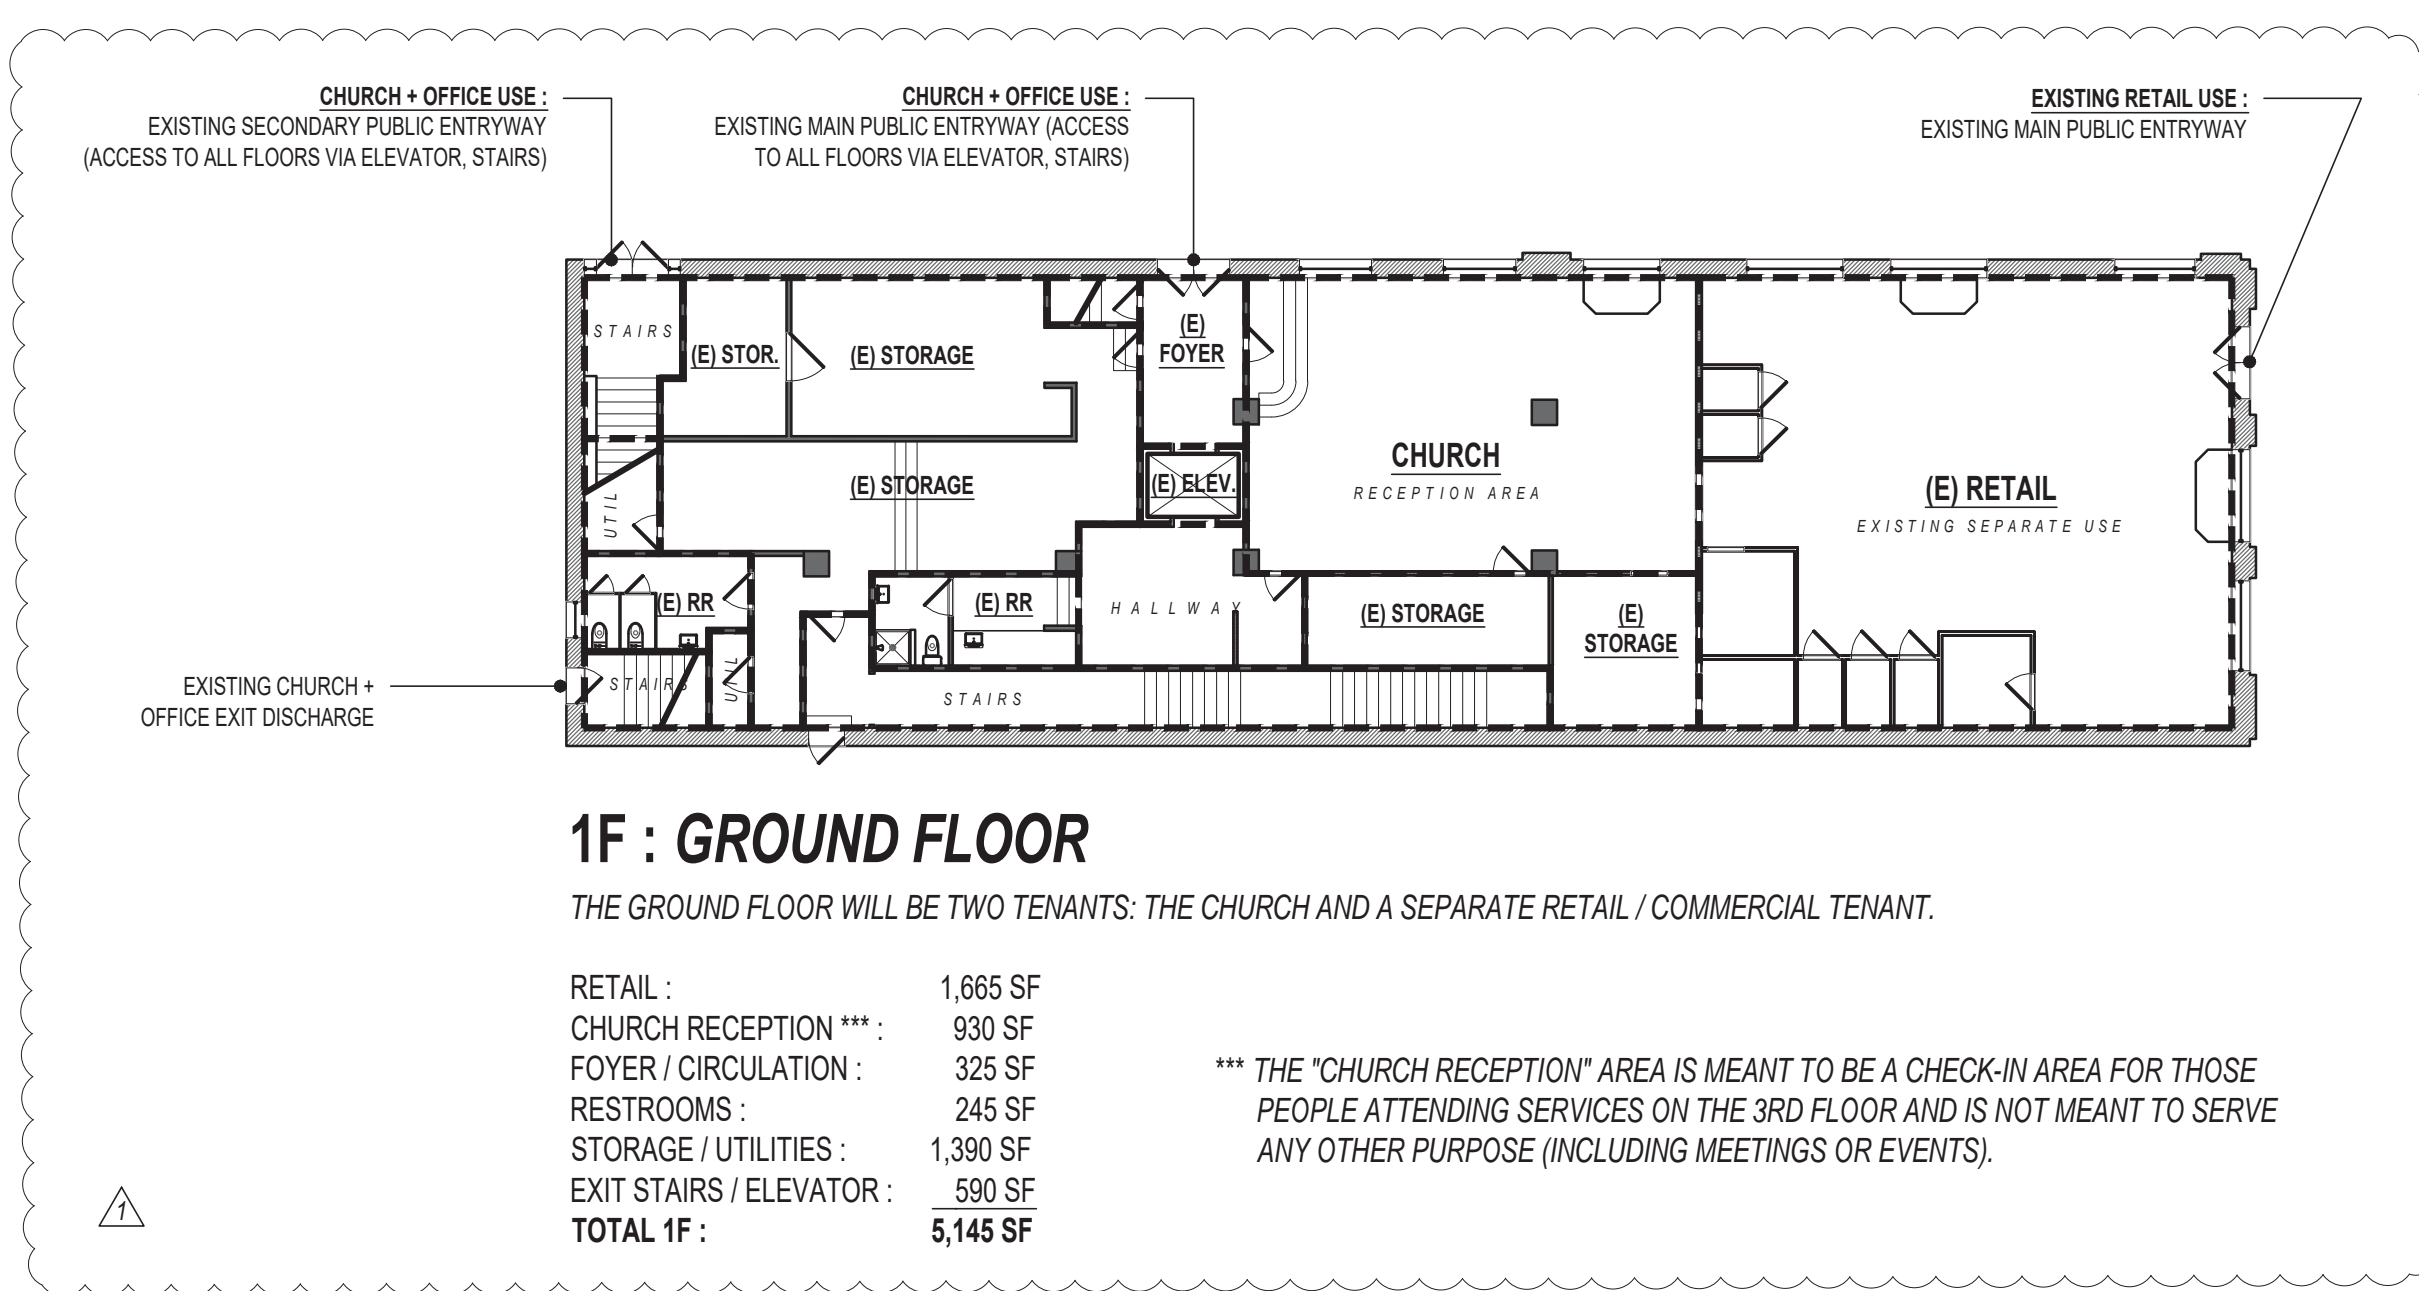 CHURCH + OFFICE USE :
EXISTING SECONDARY PUBLIC ENTRYWAY
(ACCESS TO ALL FLOORS VIA ELEVATOR, STAIRS)
CHURCH + OFFICE USE :
EXISTING MAIN PUBLIC ENTRYWAY (ACCESS
TO ALL FLOORS VIA ELEVATOR, STAIRS)
EXISTING RETAIL USE :
EXISTING MAIN PUBLIC ENTRYWAY
STAIRS
(E) STOR.
(E) STORAGE
(E)
FOYER
(E) STORAGE
UTIL
(E) ELEV.
CHURCH
RECEPTION AREA
(E) RETAIL
EXISTING SEPARATE USE
(E) RR
(E) RR
HALLWAY
(E) STORAGE
(E)
STORAGE
STAIRS
UTIL
STAIRS
EXISTING CHURCH +
OFFICE EXIT DISCHARGE
1F : GROUND FLOOR
THE GROUND FLOOR WILL BE TWO TENANTS: THE CHURCH AND A SEPARATE RETAIL / COMMERCIAL TENANT.
RETAIL : 1,665 SF
CHURCH RECEPTION *** : 930 SF
FOYER / CIRCULATION : 325 SF
RESTROOMS : 245 SF
STORAGE / UTILITIES : 1,390 SF
EXIT STAIRS / ELEVATOR : 590 SF
TOTAL 1F : 5,145 SF
*** THE "CHURCH RECEPTION" AREA IS MEANT TO BE A CHECK-IN AREA FOR THOSE
PEOPLE ATTENDING SERVICES ON THE 3RD FLOOR AND IS NOT MEANT TO SERVE
ANY OTHER PURPOSE (INCLUDING MEETINGS OR EVENTS).
1